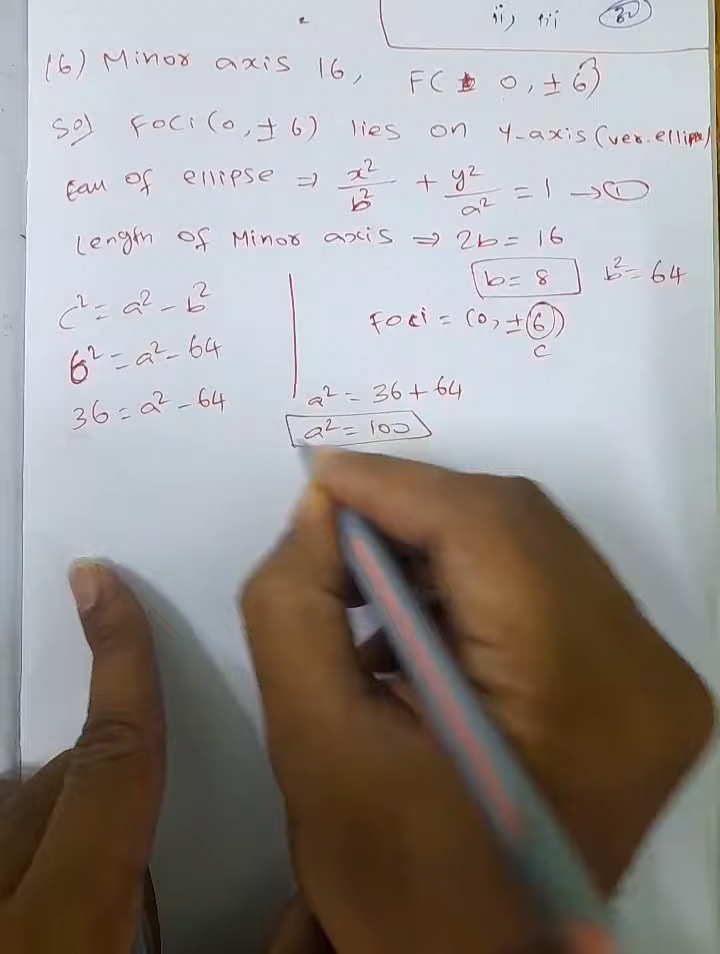 ii, iii 32
16) Minor axis 16, F( 0, ±6)
Sol Foci (0, ±6) lies on y-axis (ver. ellipse)
Eqn of ellipse ⇒ x²/b² + y²/a² = 1 → ①
Length of Minor axis ⇒ 2b = 16
b = 8 b² = 64
c² = a² - b²
Foci = (0, ±6)
c
6² = a² - 64
36 = a² - 64
a² = 36 + 64
a² = 100